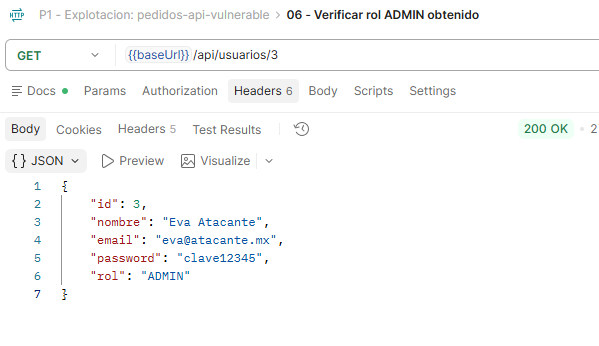 HTTP P1 - Explotacion: pedidos-api-vulnerable > 06 - Verificar rol ADMIN obtenido
GET {{baseUrl}} /api/usuarios/3
Docs Params Authorization Headers 6 Body Scripts Settings
Body Cookies Headers 5 Test Results 200 OK • 2
{} JSON Preview Visualize
1 {
2 "id": 3,
3 "nombre": "Eva Atacante",
4 "email": "eva@atacante.mx",
5 "password": "clave12345",
6 "rol": "ADMIN"
7 }